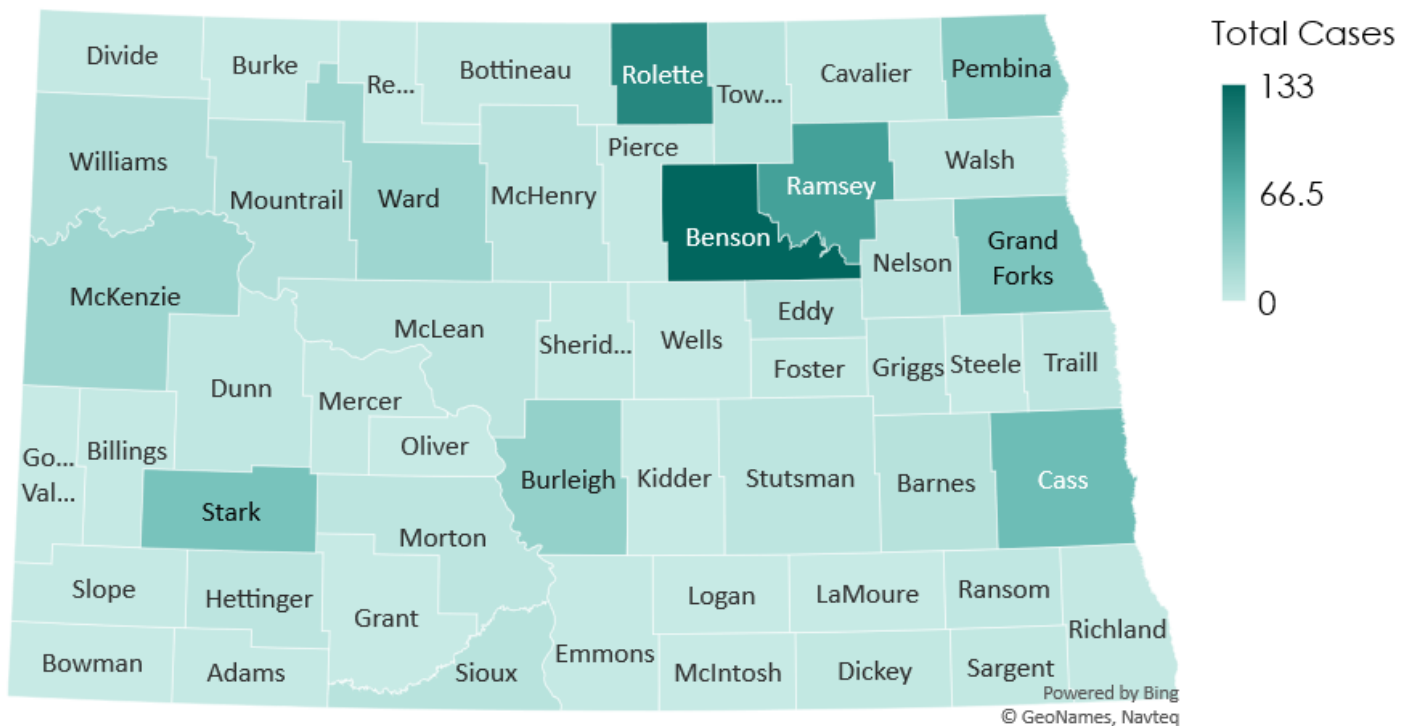 Total Cases
133
66.5
0
Divide
Burke
Re...
Bottineau
Rolette
Tow...
Cavalier
Pembina
Williams
Mountrail
Ward
McHenry
Pierce
Ramsey
Walsh
Benson
Nelson
Grand
Forks
McKenzie
McLean
Sherid...
Wells
Eddy
Foster
Griggs
Steele
Traill
Dunn
Mercer
Oliver
Go...
Val...
Billings
Stark
Burleigh
Kidder
Stutsman
Barnes
Cass
Morton
Slope
Hettinger
Grant
Logan
LaMoure
Ransom
Richland
Bowman
Adams
Sioux
Emmons
McIntosh
Dickey
Sargent
Powered by Bing
© GeoNames, Navteq